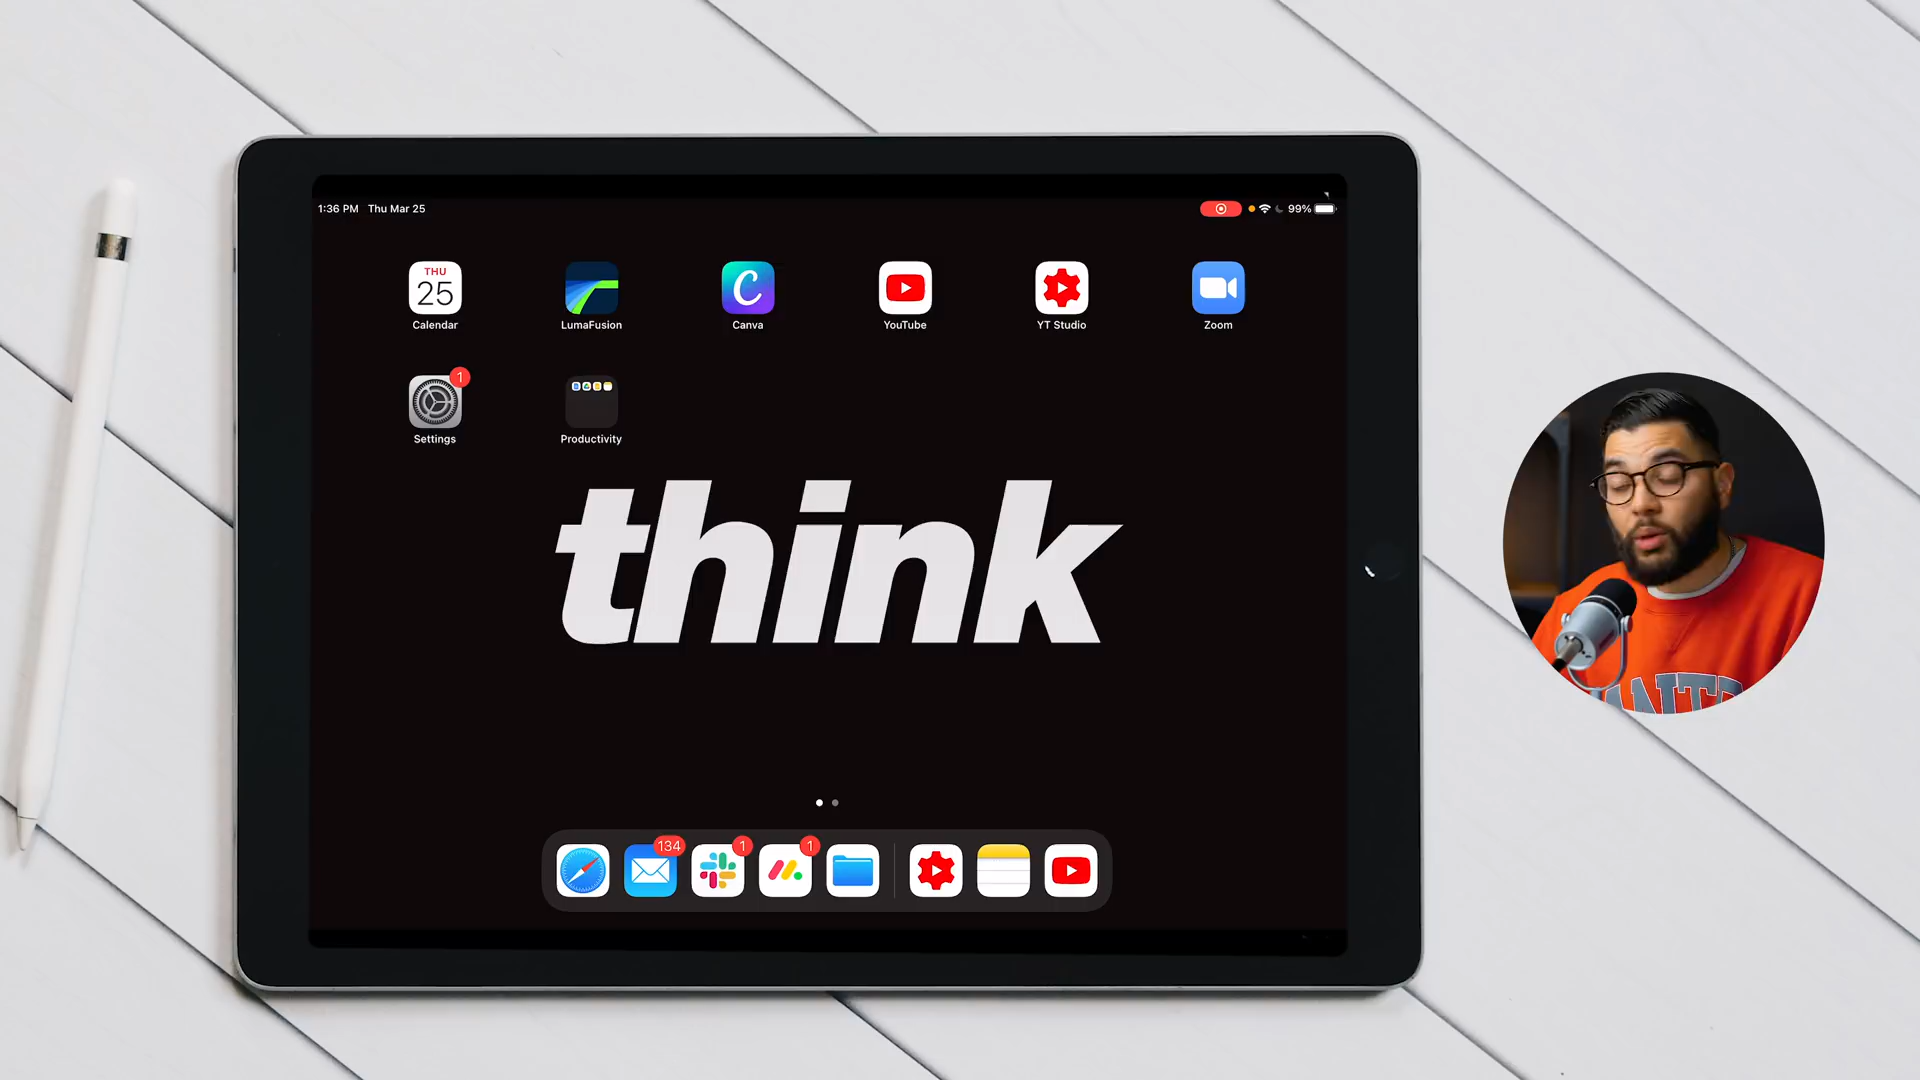 1:36 PM Thu Mar 25 99%
THU
25
Calendar LumaFusion Canva YouTube YT Studio Zoom
1
Settings Productivity
think
134 1 1